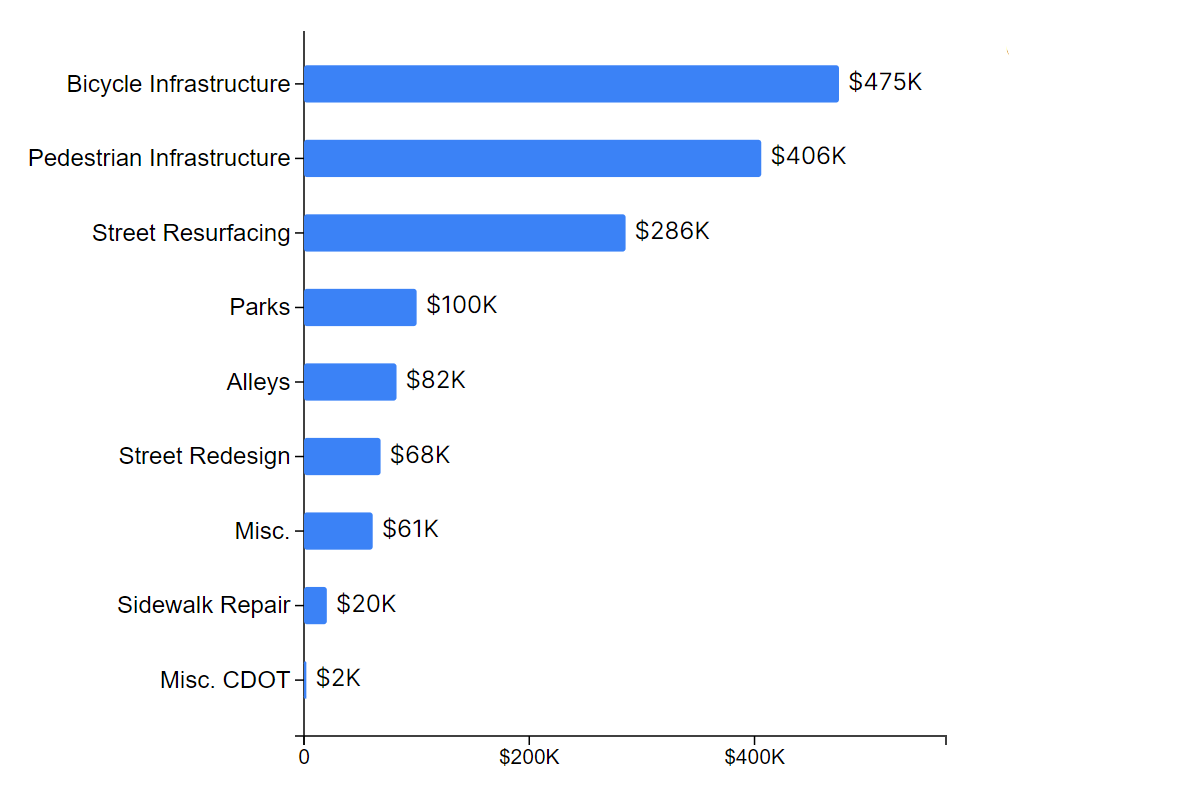 Bicycle Infrastructure $475K
Pedestrian Infrastructure $406K
Street Resurfacing $286K
Parks $100K
Alleys $82K
Street Redesign $68K
Misc. $61K
Sidewalk Repair $20K
Misc. CDOT $2K
0 $200K $400K